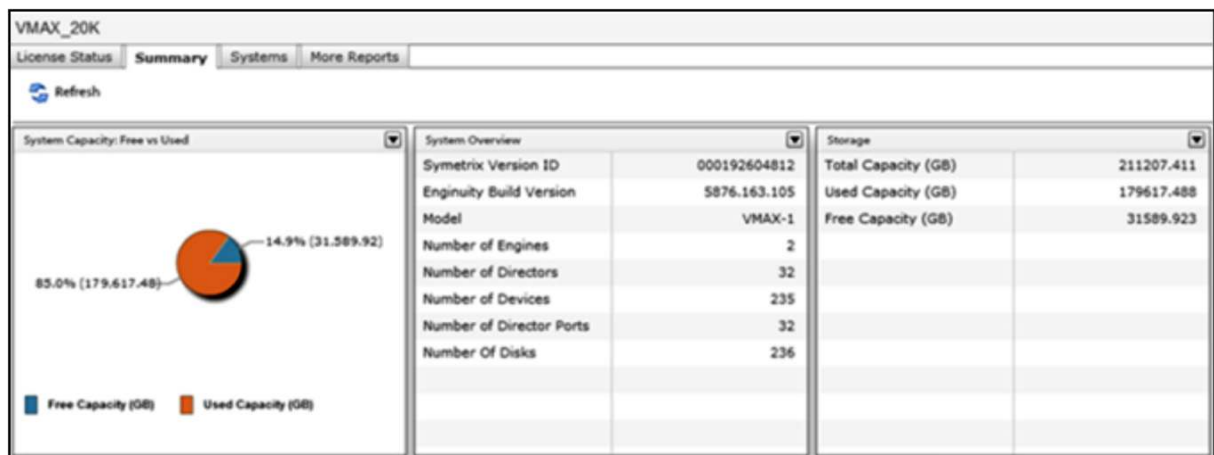 VMAX_20K
License Status Summary Systems More Reports
Refresh
System Capacity: Free vs Used
14.9% (31.589.92)
85.0% (179.617.48)
Free Capacity (GB) Used Capacity (GB)
System Overview
Symetrix Version ID 000192604812
Enginuity Build Version 5876.163.105
Model VMAX-1
Number of Engines 2
Number of Directors 32
Number of Devices 235
Number of Director Ports 32
Number Of Disks 236
Storage
Total Capacity (GB) 211207.411
Used Capacity (GB) 179617.488
Free Capacity (GB) 31589.923